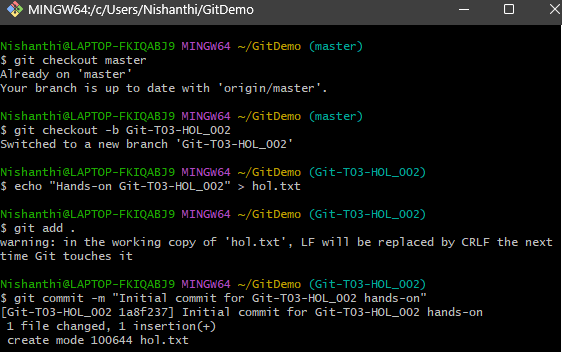 MINGW64:/c/Users/Nishanthi/GitDemo
Nishanthi@LAPTOP-FKIQABJ9 MINGW64 ~/GitDemo (master)
$ git checkout master
Already on 'master'
Your branch is up to date with 'origin/master'.
Nishanthi@LAPTOP-FKIQABJ9 MINGW64 ~/GitDemo (master)
$ git checkout -b Git-T03-HOL_002
Switched to a new branch 'Git-T03-HOL_002'
Nishanthi@LAPTOP-FKIQABJ9 MINGW64 ~/GitDemo (Git-T03-HOL_002)
$ echo "Hands-on Git-T03-HOL_002" > hol.txt
Nishanthi@LAPTOP-FKIQABJ9 MINGW64 ~/GitDemo (Git-T03-HOL_002)
$ git add .
warning: in the working copy of 'hol.txt', LF will be replaced by CRLF the next
time Git touches it
Nishanthi@LAPTOP-FKIQABJ9 MINGW64 ~/GitDemo (Git-T03-HOL_002)
$ git commit -m "Initial commit for Git-T03-HOL_002 hands-on"
[Git-T03-HOL_002 1a8f237] Initial commit for Git-T03-HOL_002 hands-on
 1 file changed, 1 insertion(+)
 create mode 100644 hol.txt